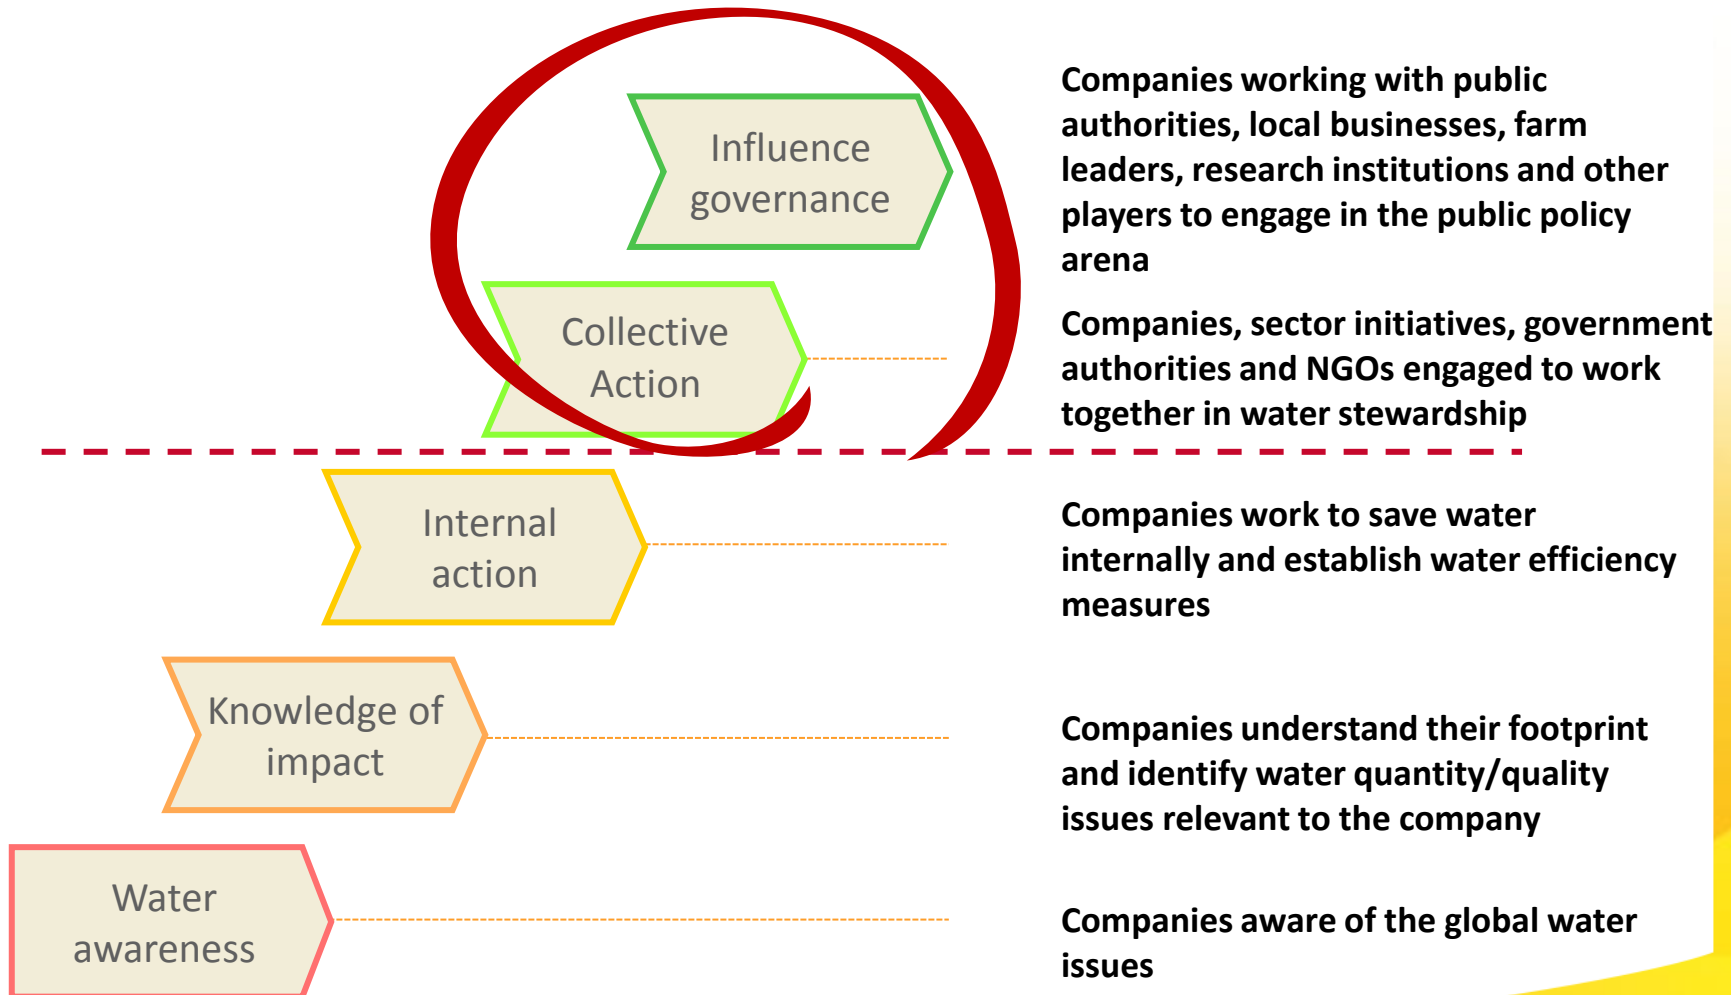 Influence
governance
Companies working with public
authorities, local businesses, farm
leaders, research institutions and other
players to engage in the public policy
arena
Collective
Action
Companies, sector initiatives, government
authorities and NGOs engaged to work
together in water stewardship
Internal
action
Companies work to save water
internally and establish water efficiency
measures
Knowledge of
impact
Companies understand their footprint
and identify water quantity/quality
issues relevant to the company
Water
awareness
Companies aware of the global water
issues